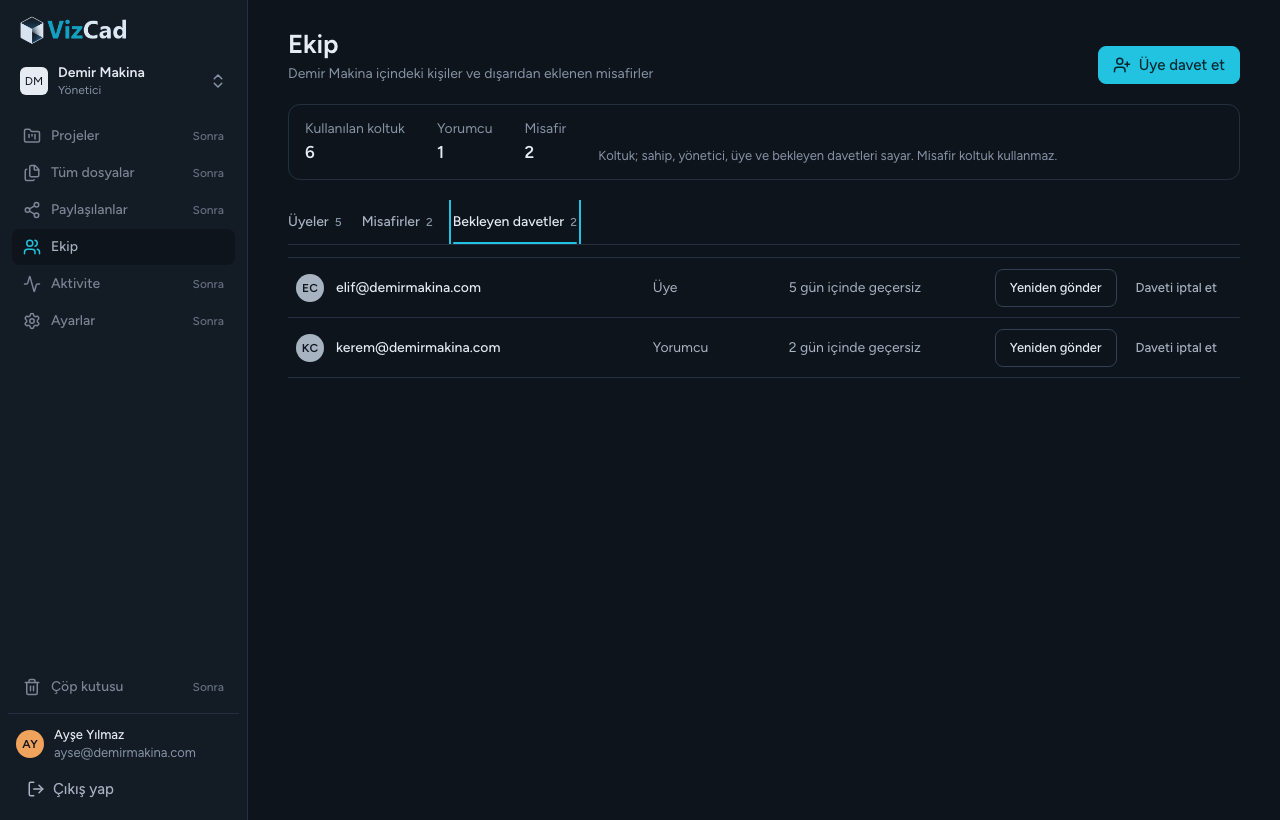 VizCad
DM
Demir Makina
Yönetici
Projeler Sonra
Tüm dosyalar Sonra
Paylaşılanlar Sonra
Ekip
Aktivite Sonra
Ayarlar Sonra
Çöp kutusu Sonra
AY
Ayşe Yılmaz
ayse@demirmakina.com
Çıkış yap
Ekip
Demir Makina içindeki kişiler ve dışarıdan eklenen misafirler
Üye davet et
Kullanılan koltuk Yorumcu Misafir
6 1 2
Koltuk; sahip, yönetici, üye ve bekleyen davetleri sayar. Misafir koltuk kullanmaz.
Üyeler 5 Misafirler 2 Bekleyen davetler 2
EC elif@demirmakina.com Üye 5 gün içinde geçersiz Yeniden gönder Daveti iptal et
KC kerem@demirmakina.com Yorumcu 2 gün içinde geçersiz Yeniden gönder Daveti iptal et